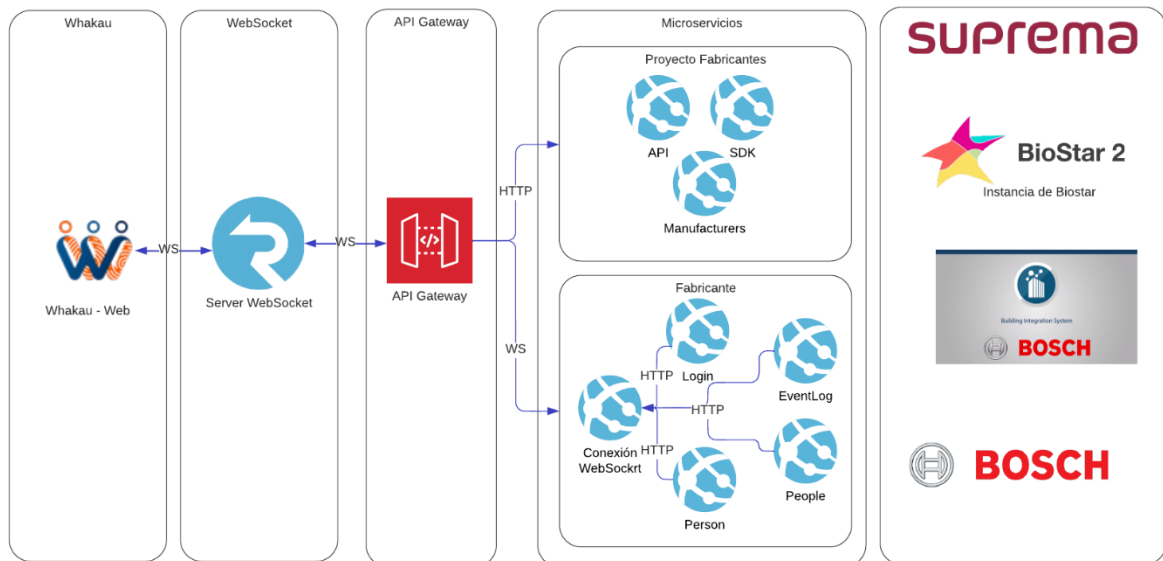 Whakau
WS
Whakau - Web
WebSocket
Server WebSocket
WS
API Gateway
API Gateway
HTTP
WS
Microservicios
Proyecto Fabricantes
API
SDK
Manufacturers
Fabricante
Login
HTTP
EventLog
HTTP
Conexión
WebSockrt
HTTP
People
Person
suprema
BioStar 2
Instancia de Biostar
Building Integration System
BOSCH
BOSCH